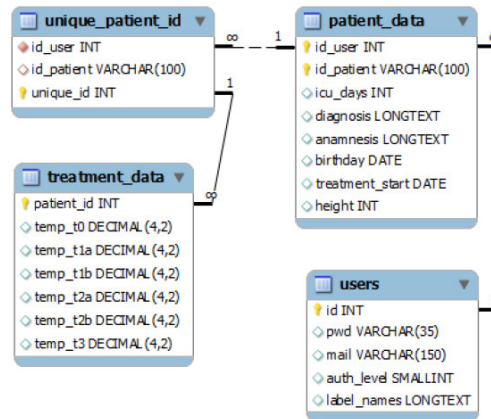 unique_patient_id
id_user INT
id_patient VARCHAR(100)
unique_id INT
∞
1
1
∞
patient_data
id_user INT
id_patient VARCHAR(100)
icu_days INT
diagnosis LONGTEXT
anamnesis LONGTEXT
birthday DATE
treatment_start DATE
height INT
treatment_data
patient_id INT
temp_t0 DECIMAL(4,2)
temp_t1a DECIMAL(4,2)
temp_t1b DECIMAL(4,2)
temp_t2a DECIMAL(4,2)
temp_t2b DECIMAL(4,2)
temp_t3 DECIMAL(4,2)
users
id INT
pwd VARCHAR(35)
mail VARCHAR(150)
auth_level SMALLINT
label_names LONGTEXT